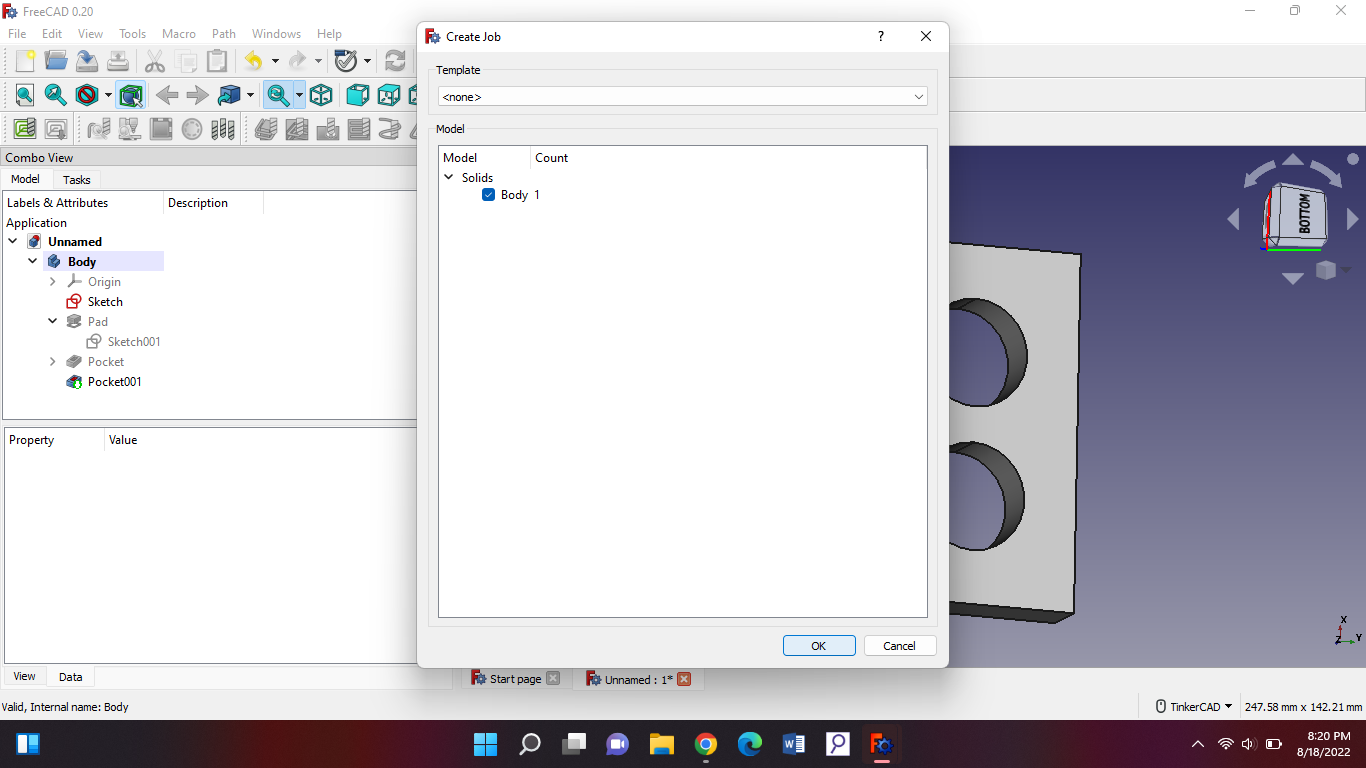 FreeCAD 0.20
File Edit View Tools Macro Path Windows Help
Create Job
?
Template
<none>
Model
Model Count
Solids
Body 1
OK Cancel
Combo View
Model Tasks
Labels & Attributes Description
Application
Unnamed
Body
Origin
Sketch
Pad
Sketch001
Pocket
Pocket001
Property Value
View Data
Start page
Unnamed : 1*
BOTTOM
X
Z Y
Valid, Internal name: Body
TinkerCAD
247.58 mm x 142.21 mm
8:20 PM
8/18/2022